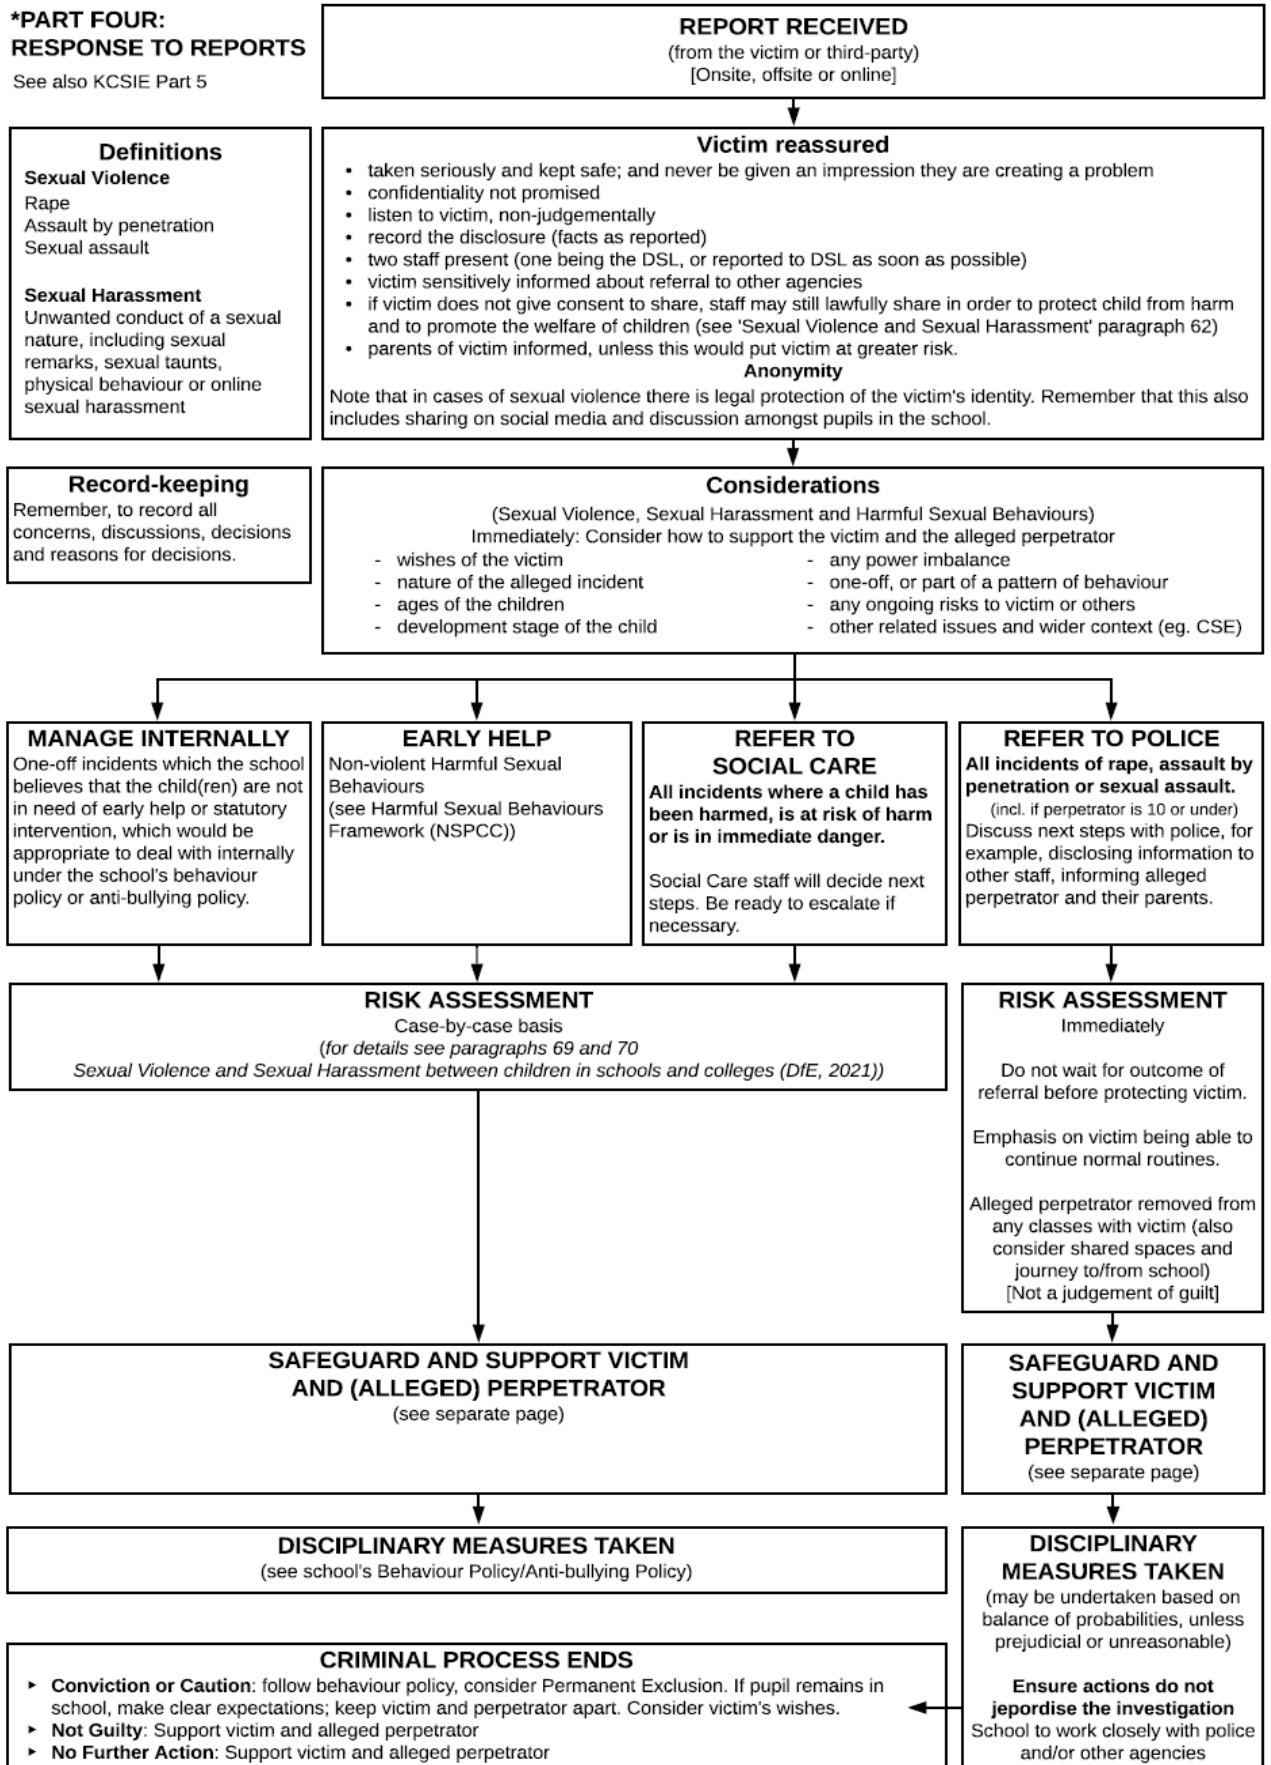 *PART FOUR:
RESPONSE TO REPORTS
See also KCSIE Part 5
REPORT RECEIVED
(from the victim or third-party)
[Onsite, offsite or online]
Definitions
Sexual Violence
Rape
Assault by penetration
Sexual assault
Sexual Harassment
Unwanted conduct of a sexual
nature, including sexual
remarks, sexual taunts,
physical behaviour or online
sexual harassment
Victim reassured
• taken seriously and kept safe; and never be given an impression they are creating a problem
• confidentiality not promised
• listen to victim, non-judgementally
• record the disclosure (facts as reported)
• two staff present (one being the DSL, or reported to DSL as soon as possible)
• victim sensitively informed about referral to other agencies
• if victim does not give consent to share, staff may still lawfully share in order to protect child from harm
and to promote the welfare of children (see 'Sexual Violence and Sexual Harassment' paragraph 62)
• parents of victim informed, unless this would put victim at greater risk.
Anonymity
Note that in cases of sexual violence there is legal protection of the victim's identity. Remember that this also
includes sharing on social media and discussion amongst pupils in the school.
Record-keeping
Remember, to record all
concerns, discussions, decisions
and reasons for decisions.
Considerations
(Sexual Violence, Sexual Harassment and Harmful Sexual Behaviours)
Immediately: Consider how to support the victim and the alleged perpetrator
- wishes of the victim
- nature of the alleged incident
- ages of the children
- development stage of the child
- any power imbalance
- one-off, or part of a pattern of behaviour
- any ongoing risks to victim or others
- other related issues and wider context (eg. CSE)
MANAGE INTERNALLY
One-off incidents which the school
believes that the child(ren) are not
in need of early help or statutory
intervention, which would be
appropriate to deal with internally
under the school's behaviour
policy or anti-bullying policy.
EARLY HELP
Non-violent Harmful Sexual
Behaviours
(see Harmful Sexual Behaviours
Framework (NSPCC))
REFER TO
SOCIAL CARE
All incidents where a child has
been harmed, is at risk of harm
or is in immediate danger.
Social Care staff will decide next
steps. Be ready to escalate if
necessary.
REFER TO POLICE
All incidents of rape, assault by
penetration or sexual assault.
(incl. if perpetrator is 10 or under)
Discuss next steps with police, for
example, disclosing information to
other staff, informing alleged
perpetrator and their parents.
RISK ASSESSMENT
Case-by-case basis
(for details see paragraphs 69 and 70
Sexual Violence and Sexual Harassment between children in schools and colleges (DfE, 2021))
RISK ASSESSMENT
Immediately
Do not wait for outcome of
referral before protecting victim.
Emphasis on victim being able to
continue normal routines.
Alleged perpetrator removed from
any classes with victim (also
consider shared spaces and
journey to/from school)
[Not a judgement of guilt]
SAFEGUARD AND SUPPORT VICTIM
AND (ALLEGED) PERPETRATOR
(see separate page)
SAFEGUARD AND
SUPPORT VICTIM
AND (ALLEGED)
PERPETRATOR
(see separate page)
DISCIPLINARY MEASURES TAKEN
(see school's Behaviour Policy/Anti-bullying Policy)
DISCIPLINARY
MEASURES TAKEN
(may be undertaken based on
balance of probabilities, unless
prejudicial or unreasonable)
Ensure actions do not
jepordise the investigation
School to work closely with police
and/or other agencies
CRIMINAL PROCESS ENDS
▸ Conviction or Caution: follow behaviour policy, consider Permanent Exclusion. If pupil remains in
school, make clear expectations; keep victim and perpetrator apart. Consider victim's wishes.
▸ Not Guilty: Support victim and alleged perpetrator
▸ No Further Action: Support victim and alleged perpetrator